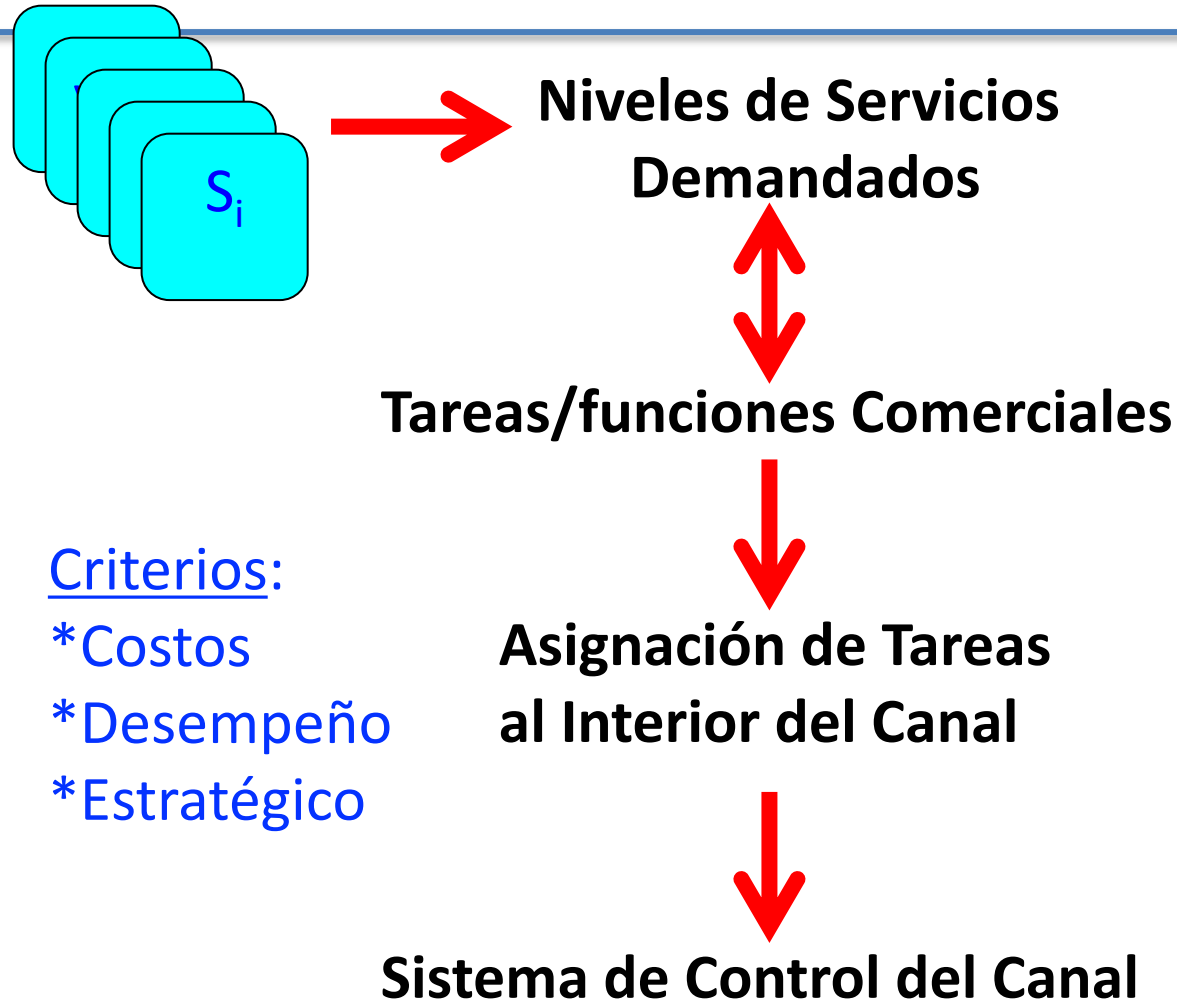 S_i
Niveles de Servicios
Demandados
Tareas/funciones Comerciales
Criterios:
*Costos
*Desempeño
*Estratégico
Asignación de Tareas
al Interior del Canal
Sistema de Control del Canal